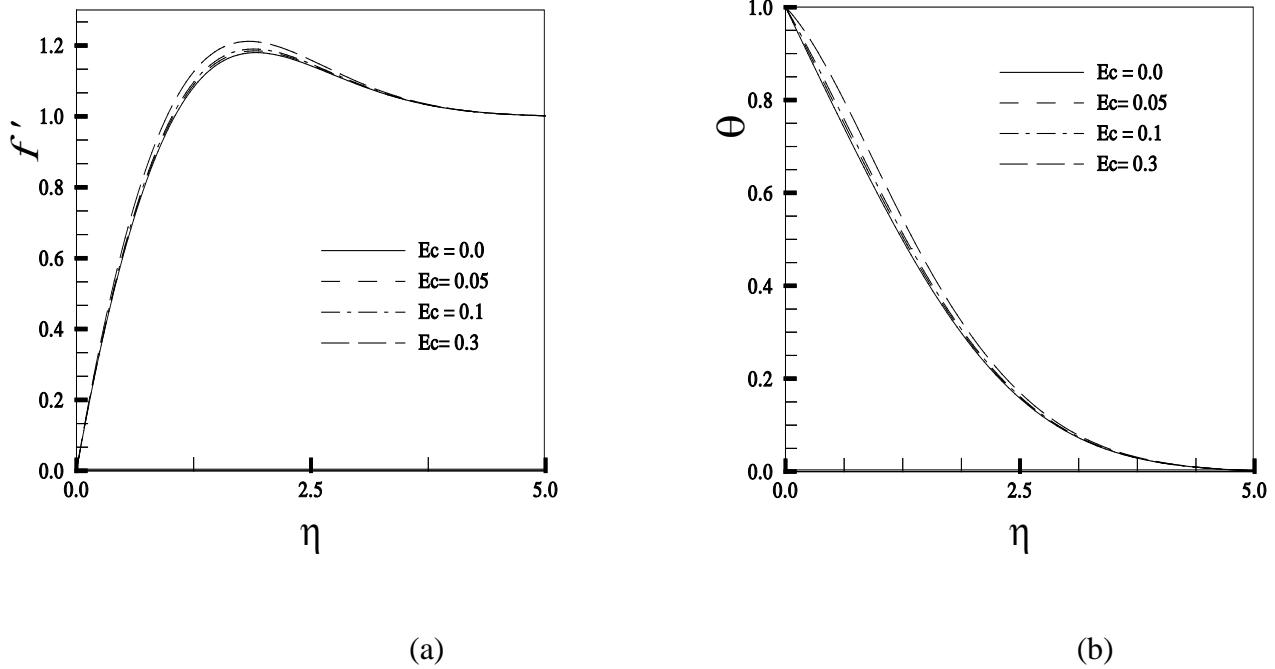 f ′
1.2
1.0
0.8
0.6
0.4
0.2
0.0
0.0 2.5 5.0
η
Ec = 0.0
Ec= 0.05
Ec = 0.1
Ec= 0.3
(a)
θ
1.0
0.8
0.6
0.4
0.2
0.0
0.0 2.5 5.0
η
Ec = 0.0
Ec = 0.05
Ec = 0.1
Ec= 0.3
(b)